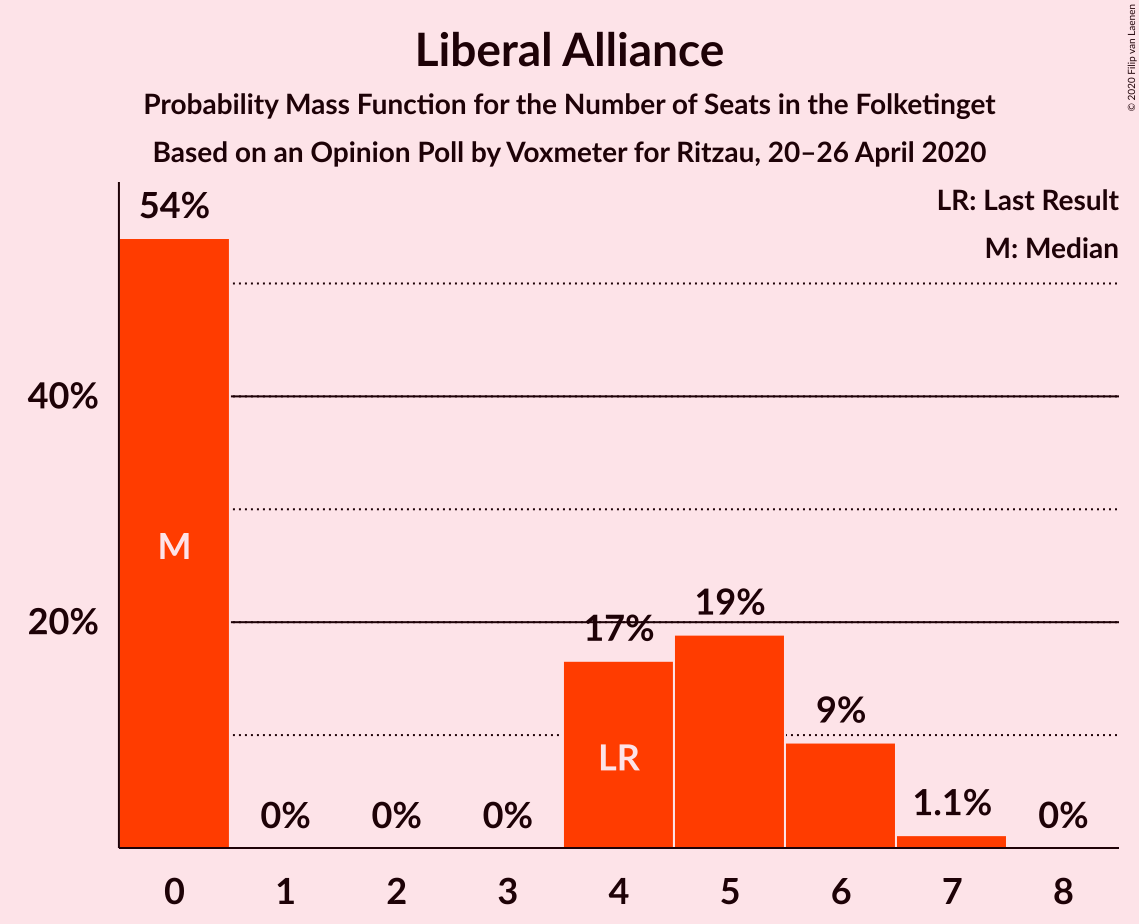 Liberal Alliance
Probability Mass Function for the Number of Seats in the Folketinget
Based on an Opinion Poll by Voxmeter for Ritzau, 20–26 April 2020
© 2020 Filip van Laenen
LR: Last Result
M: Median
54%
40%
M
20%
17%
19%
LR
9%
0%
0%
0%
1.1%
0%
0
1
2
3
4
5
6
7
8